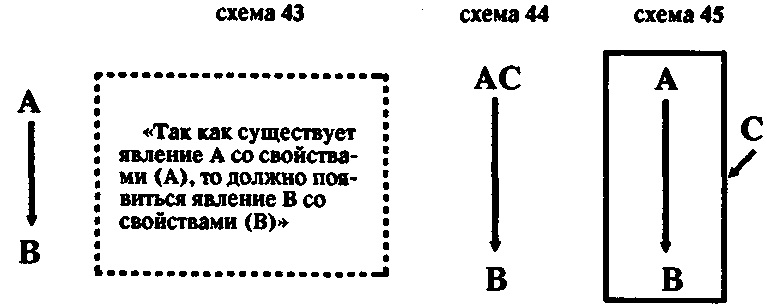 схема 43
схема 44
схема 45
А
В
«Так как существует
явление А со свойства-
ми (А), то должно поя-
виться явление В со
свойствами (В)»
АС
В
А
В
С